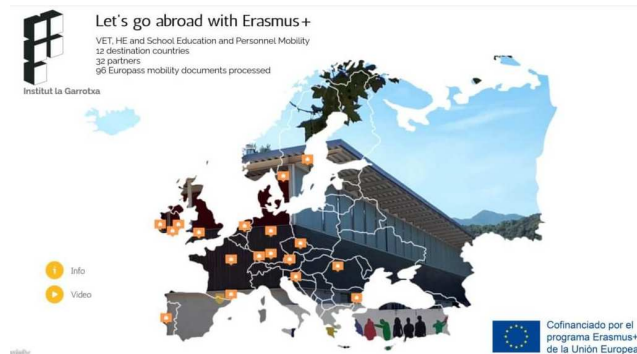 Let's go abroad with Erasmus+
VET, HE and School Education and Personnel Mobility
12 destination countries
32 partners
96 Europass mobility documents processed
Institut la Garrotxa
Info
Video
Cofinanciado por el
programa Erasmus+
de la Unión Europea